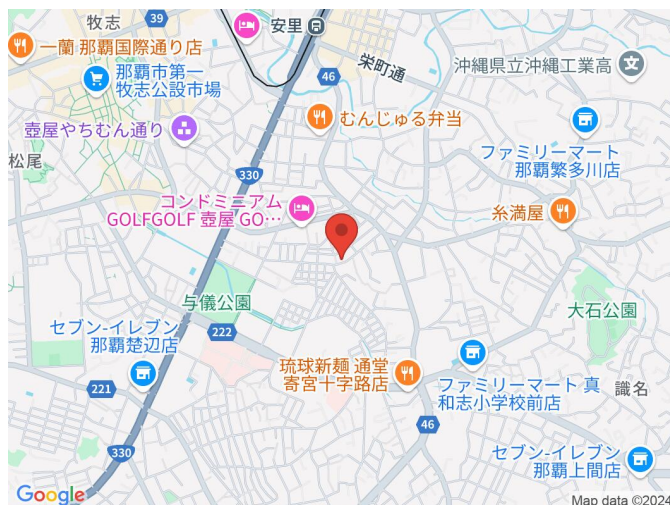 牧志
39
安里
一蘭 那覇国際通り店
46
栄町通
沖縄県立沖縄工業高
那覇市第一
牧志公設市場
むんじゅる弁当
壺屋やちむん通り
ファミリーマート
那覇繁多川店
松尾
330
コンドミニアム
GOLFGOLF 壺屋 GO…
糸満屋
与儀公園
大石公園
222
セブン-イレブン
那覇楚辺店
琉球新麺 通堂
寄宮十字路店
221
ファミリーマート 真
和志小学校前店
識名
46
330
セブン-イレブン
那覇上間店
Google
Map data ©2024